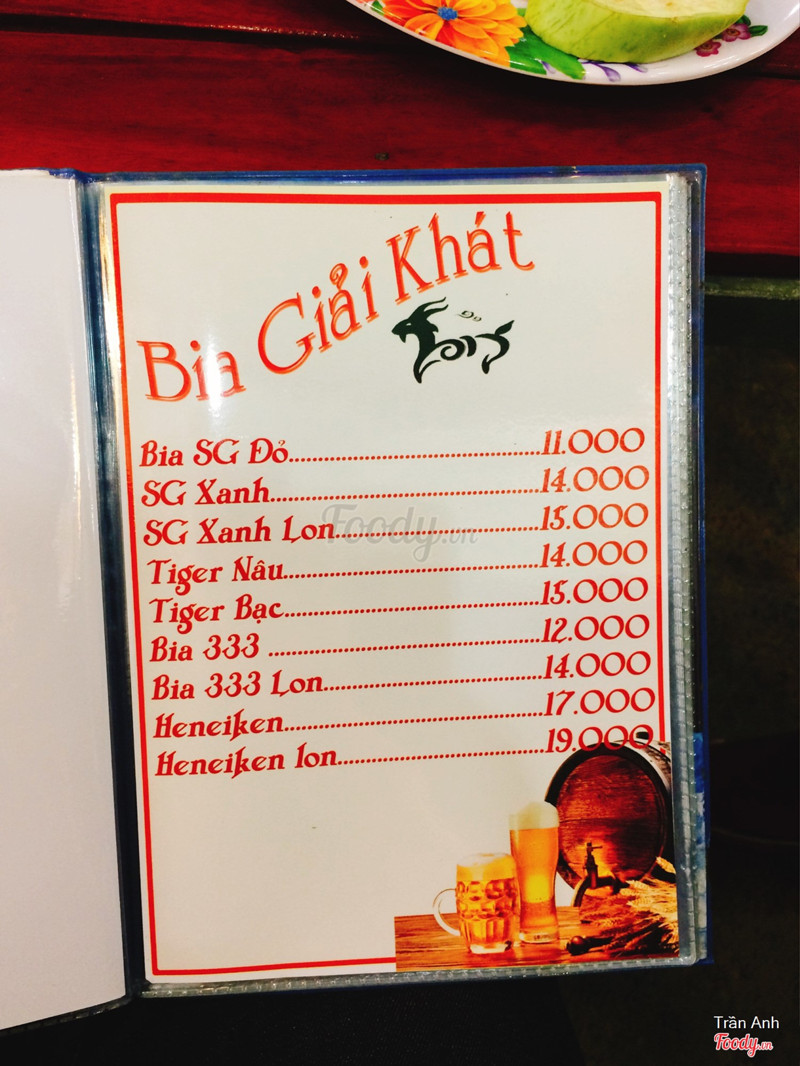 Bia Giải Khát
Bia SG Đỏ..........11.000
SG Xanh..........14.000
SG Xanh Lon..........15.000
Tiger Nâu..........14.000
Tiger Bạc..........15.000
Bia 333 ..........12.000
Bia 333 Lon..........14.000
Heneiken..........17.000
Heneiken lon..........19.000
Foody.vn
Trần Anh
Foody.vn